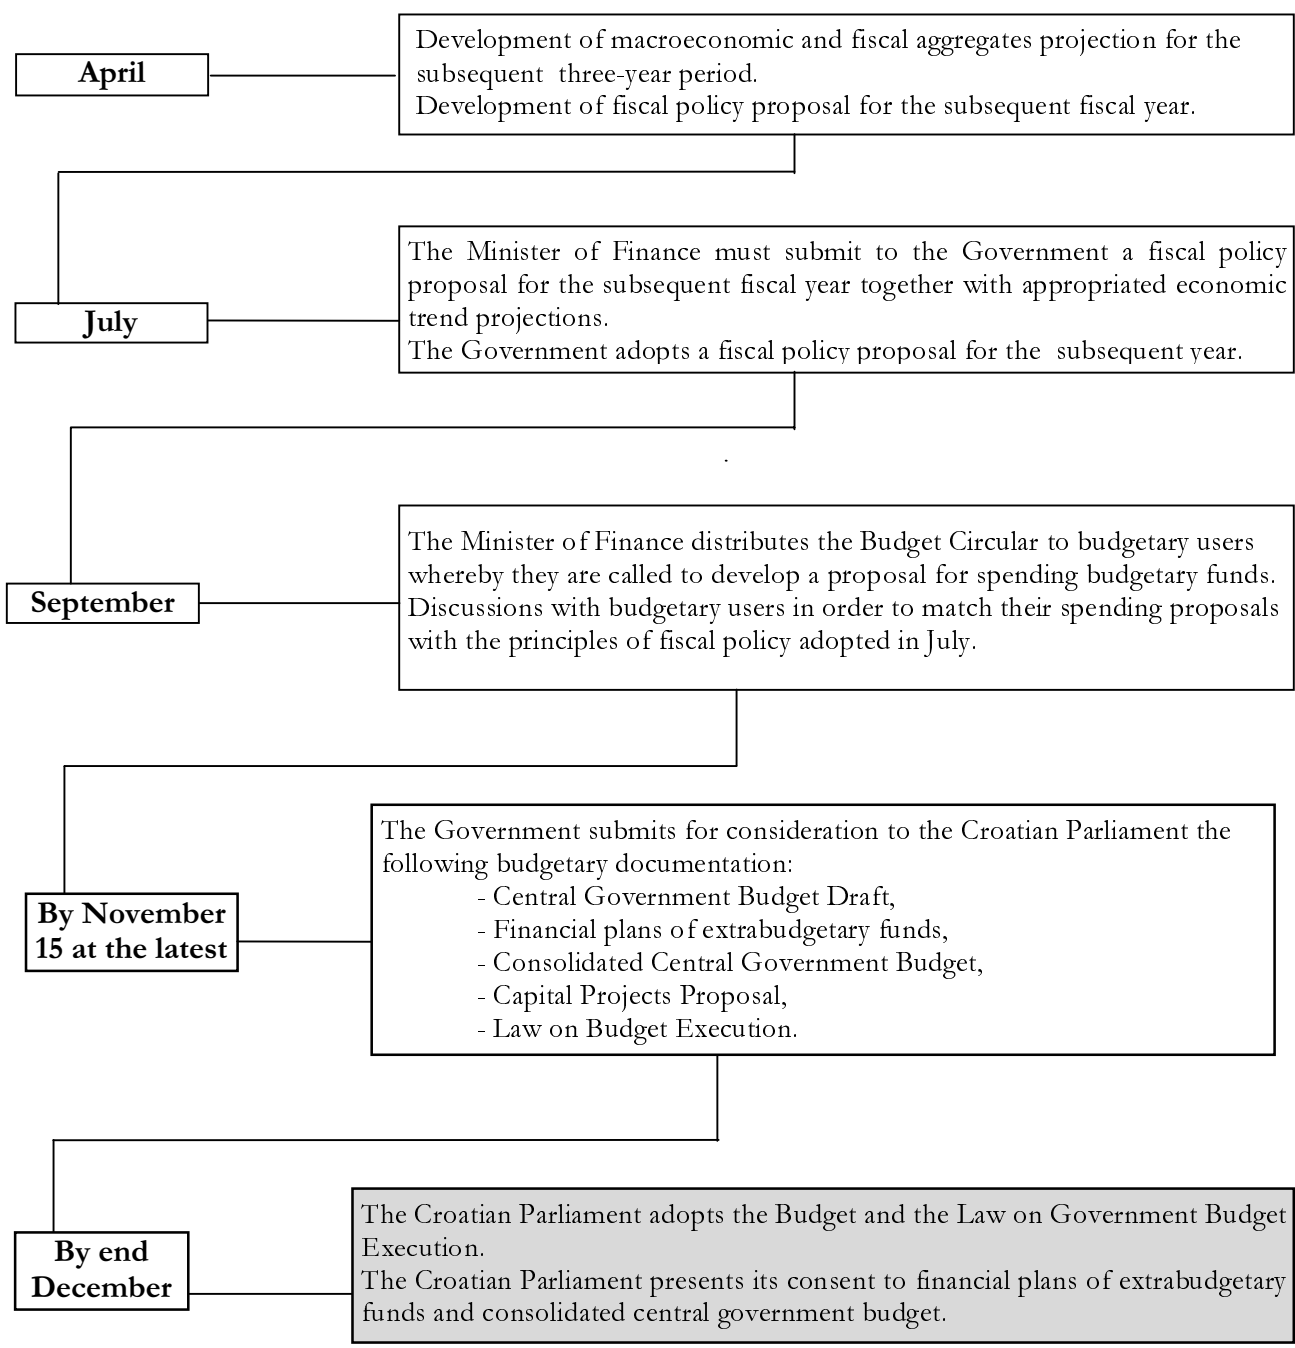 April
Development of macroeconomic and fiscal aggregates projection for the
subsequent three-year period.
Development of fiscal policy proposal for the subsequent fiscal year.
July
The Minister of Finance must submit to the Government a fiscal policy
proposal for the subsequent fiscal year together with appropriated economic
trend projections.
The Government adopts a fiscal policy proposal for the subsequent year.
September
The Minister of Finance distributes the Budget Circular to budgetary users
whereby they are called to develop a proposal for spending budgetary funds.
Discussions with budgetary users in order to match their spending proposals
with the principles of fiscal policy adopted in July.
By November
15 at the latest
The Government submits for consideration to the Croatian Parliament the
following budgetary documentation:
- Central Government Budget Draft,
- Financial plans of extrabudgetary funds,
- Consolidated Central Government Budget,
- Capital Projects Proposal,
- Law on Budget Execution.
By end
December
The Croatian Parliament adopts the Budget and the Law on Government Budget
Execution.
The Croatian Parliament presents its consent to financial plans of extrabudgetary
funds and consolidated central government budget.